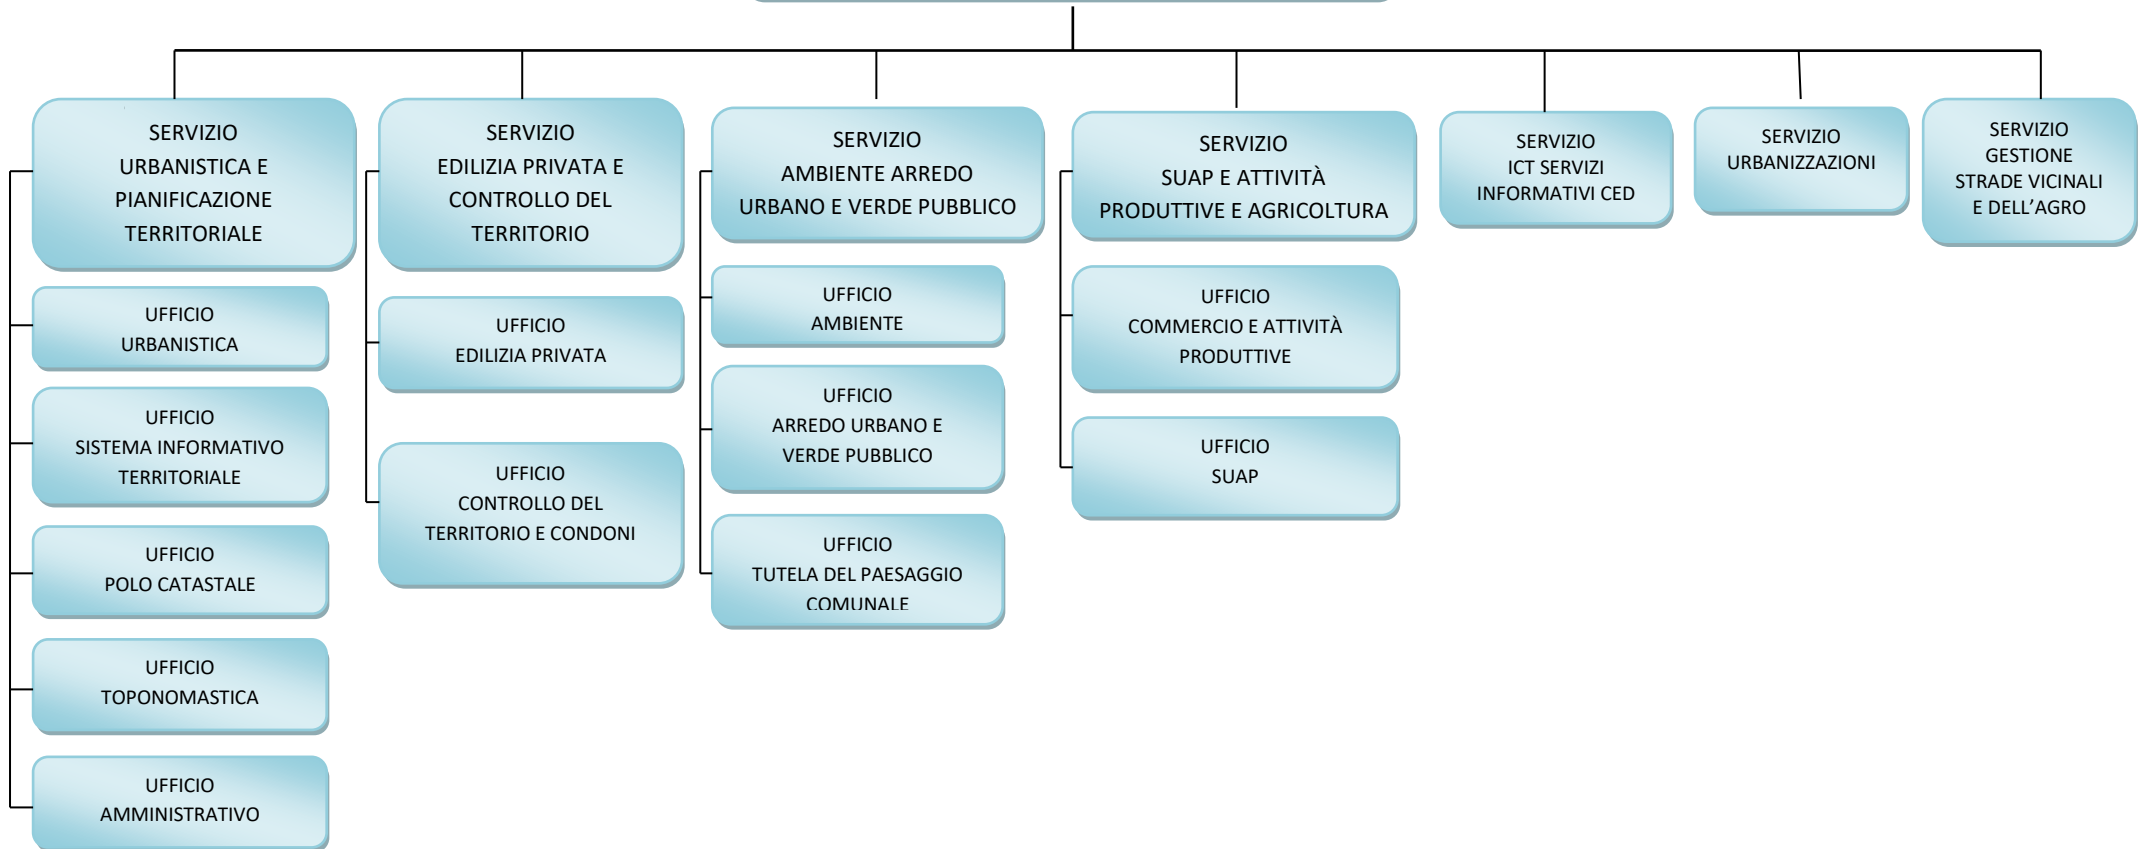 SERVIZIO
URBANISTICA E
PIANIFICAZIONE
TERRITORIALE
UFFICIO
URBANISTICA
UFFICIO
SISTEMA INFORMATIVO
TERRITORIALE
UFFICIO
POLO CATASTALE
UFFICIO
TOPONOMASTICA
UFFICIO
AMMINISTRATIVO
SERVIZIO
EDILIZIA PRIVATA E
CONTROLLO DEL
TERRITORIO
UFFICIO
EDILIZIA PRIVATA
UFFICIO
CONTROLLO DEL
TERRITORIO E CONDONI
SERVIZIO
AMBIENTE ARREDO
URBANO E VERDE PUBBLICO
UFFICIO
AMBIENTE
UFFICIO
ARREDO URBANO E
VERDE PUBBLICO
UFFICIO
TUTELA DEL PAESAGGIO
COMUNALE
SERVIZIO
SUAP E ATTIVITÀ
PRODUTTIVE E AGRICOLTURA
UFFICIO
COMMERCIO E ATTIVITÀ
PRODUTTIVE
UFFICIO
SUAP
SERVIZIO
ICT SERVIZI
INFORMATIVI CED
SERVIZIO
URBANIZZAZIONI
SERVIZIO
GESTIONE
STRADE VICINALI
E DELL’AGRO